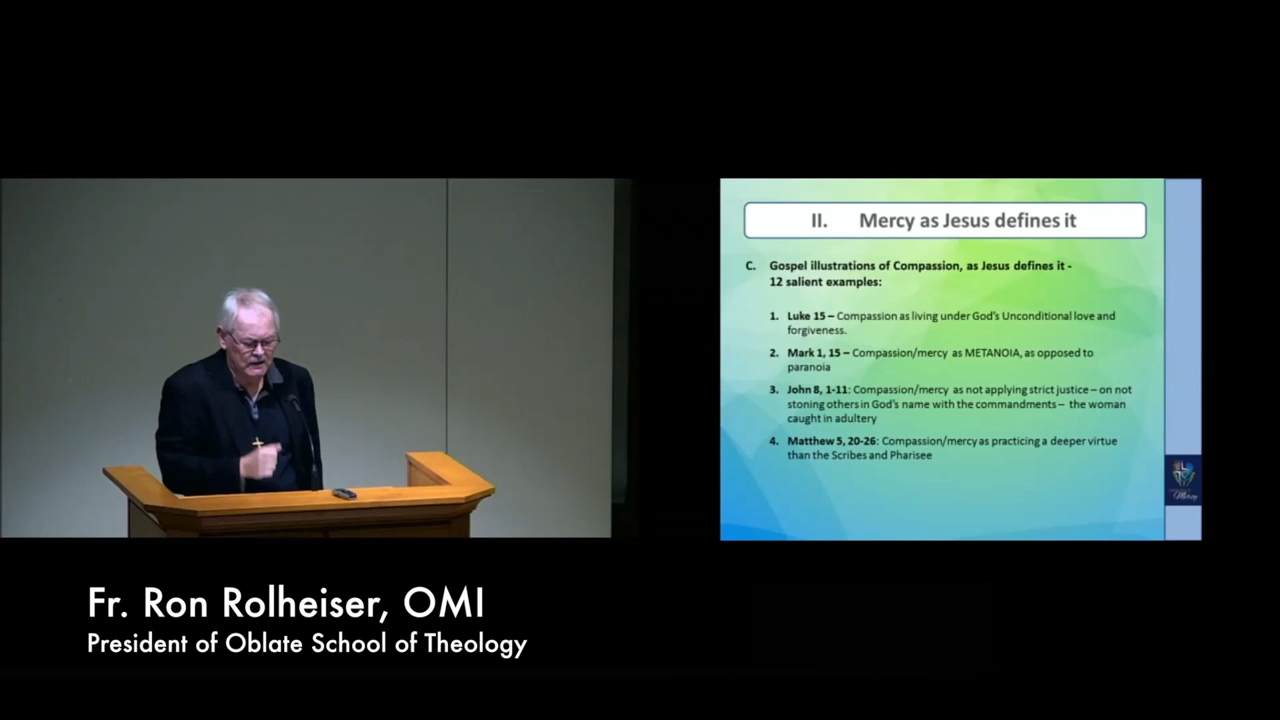 II. Mercy as Jesus defines it
C. Gospel illustrations of Compassion, as Jesus defines it -
12 salient examples:
1. Luke 15 – Compassion as living under God's Unconditional love and
forgiveness.
2. Mark 1, 15 – Compassion/mercy as METANOIA, as opposed to
paranoia
3. John 8, 1-11: Compassion/mercy as not applying strict justice – on not
stoning others in God's name with the commandments – the woman
caught in adultery
4. Matthew 5, 20-26: Compassion/mercy as practicing a deeper virtue
than the Scribes and Pharisee
Mercy
Fr. Ron Rolheiser, OMI
President of Oblate School of Theology